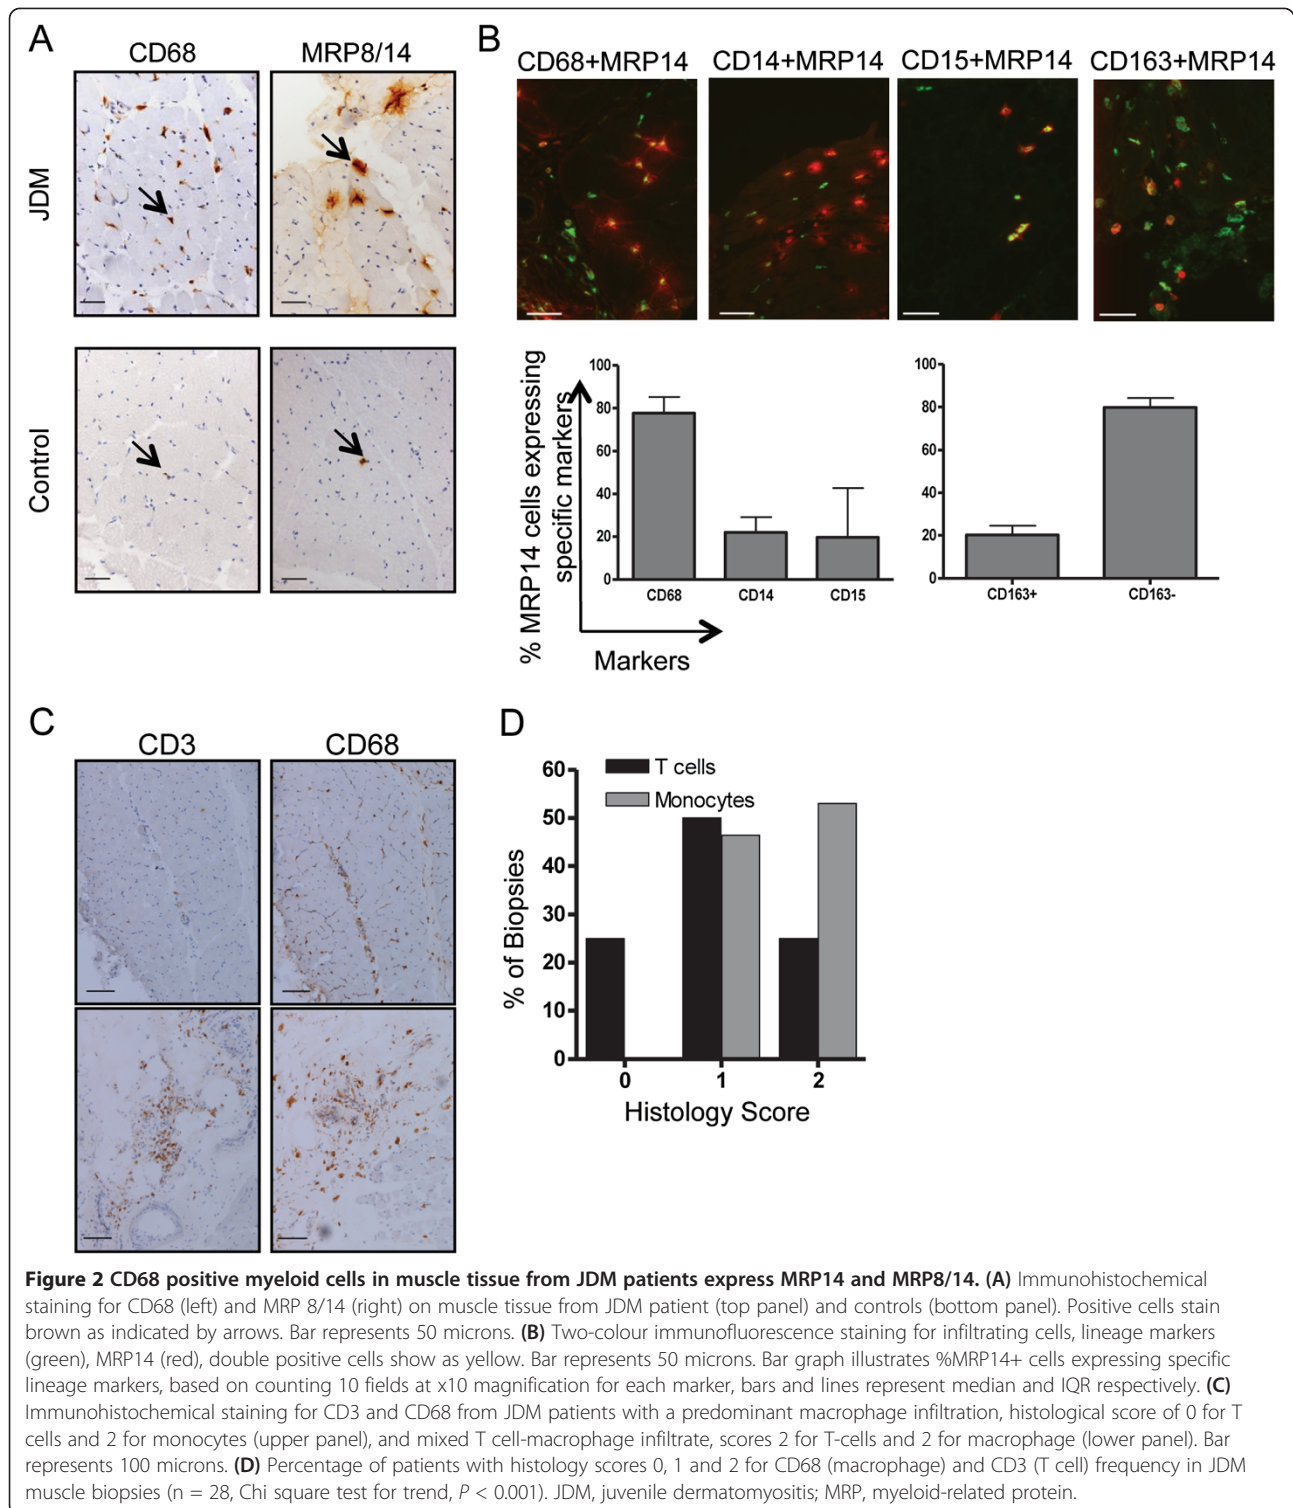 A
CD68
MRP8/14
JDM
Control
B
CD68+MRP14
CD14+MRP14
CD15+MRP14
CD163+MRP14
% MRP14 cells expressing
specific markers
100
80
60
40
20
0
CD68
CD14
CD15
Markers
100
80
60
40
20
0
CD163+
CD163-
C
CD3
CD68
D
T cells
Monocytes
% of Biopsies
60
50
40
30
20
10
0
0
1
2
Histology Score
Figure 2 CD68 positive myeloid cells in muscle tissue from JDM patients express MRP14 and MRP8/14. (A) Immunohistochemical
staining for CD68 (left) and MRP 8/14 (right) on muscle tissue from JDM patient (top panel) and controls (bottom panel). Positive cells stain
brown as indicated by arrows. Bar represents 50 microns. (B) Two-colour immunofluorescence staining for infiltrating cells, lineage markers
(green), MRP14 (red), double positive cells show as yellow. Bar represents 50 microns. Bar graph illustrates %MRP14+ cells expressing specific
lineage markers, based on counting 10 fields at x10 magnification for each marker, bars and lines represent median and IQR respectively. (C)
Immunohistochemical staining for CD3 and CD68 from JDM patients with a predominant macrophage infiltration, histological score of 0 for T
cells and 2 for monocytes (upper panel), and mixed T cell-macrophage infiltrate, scores 2 for T-cells and 2 for macrophage (lower panel). Bar
represents 100 microns. (D) Percentage of patients with histology scores 0, 1 and 2 for CD68 (macrophage) and CD3 (T cell) frequency in JDM
muscle biopsies (n = 28, Chi square test for trend, P < 0.001). JDM, juvenile dermatomyositis; MRP, myeloid-related protein.